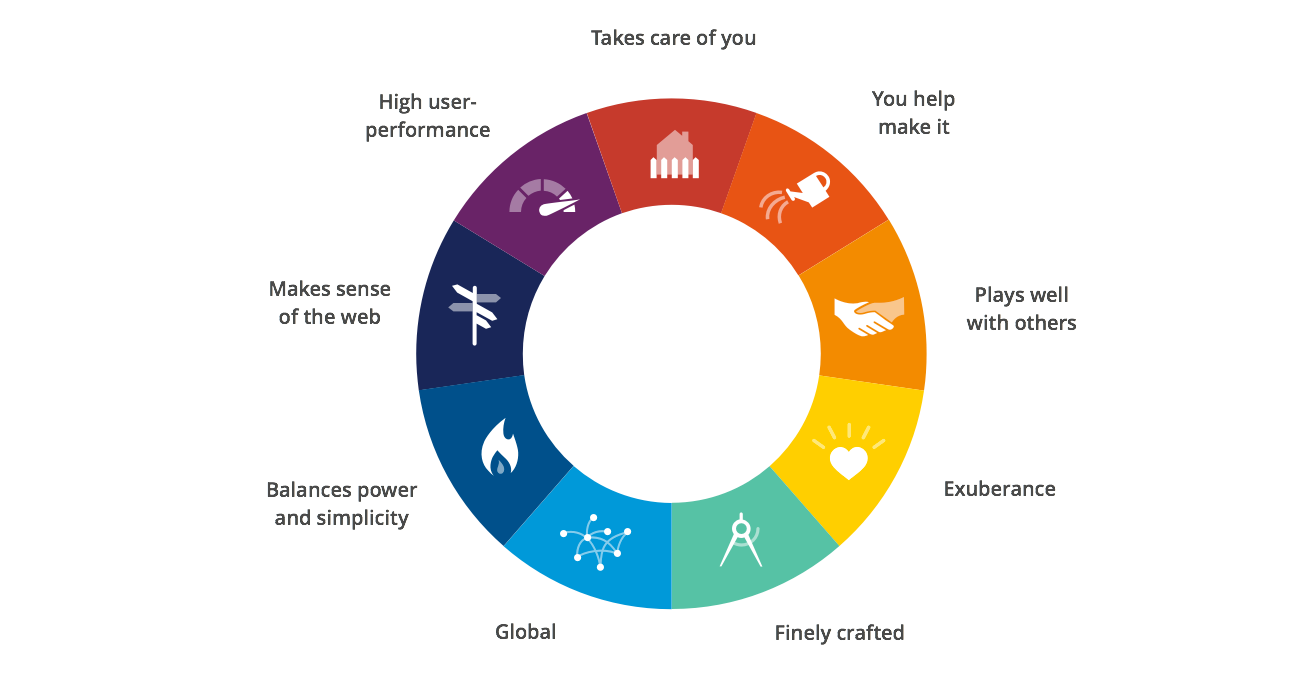 Takes care of you
You help
make it
Plays well
with others
Exuberance
Finely crafted
Global
Balances power
and simplicity
Makes sense
of the web
High user-
performance